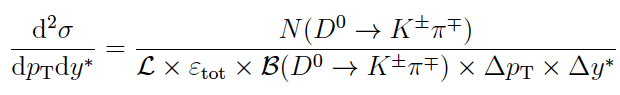 d²σ/dp_T dy* = N(D⁰ → K^±π^∓) / (𝓛 × ε_tot × 𝓑(D⁰ → K^±π^∓) × Δp_T × Δy*)